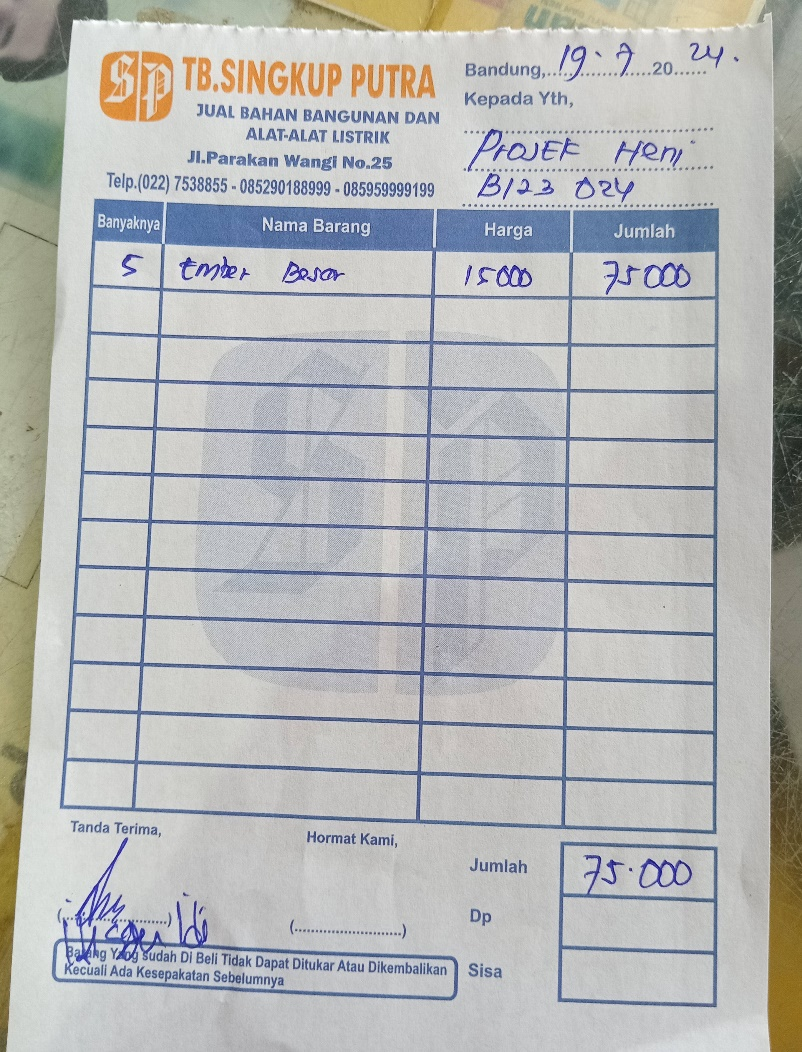 SP TB.SINGKUP PUTRA
JUAL BAHAN BANGUNAN DAN
ALAT-ALAT LISTRIK
Jl.Parakan Wangi No.25
Telp.(022) 7538855 - 085290188999 - 085959999199
Bandung,.....19.7.....20...24.
Kepada Yth,
Projek Heni
B123 024
Banyaknya Nama Barang Harga Jumlah
5 Ember Besar 15000 75000
Tanda Terima, Hormat Kami,
Jumlah 75.000
Dp
(..........................) (..........................)
Barang Yang sudah Di Beli Tidak Dapat Ditukar Atau Dikembalikan
Kecuali Ada Kesepakatan Sebelumnya
Sisa